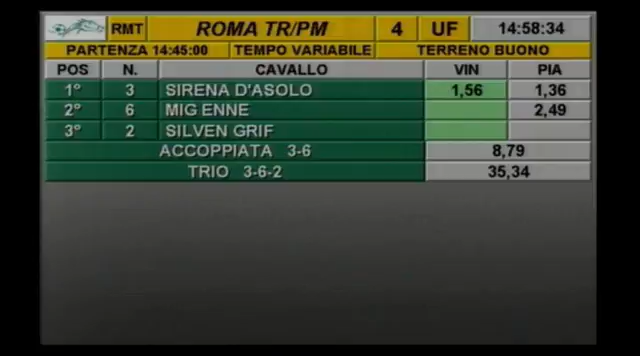 RMT ROMA TR/PM 4 UF 14:58:34
PARTENZA 14:45:00 TEMPO VARIABILE TERRENO BUONO
POS N. CAVALLO VIN PIA
1° 3 SIRENA D'ASOLO 1,56 1,36
2° 6 MIG ENNE 2,49
3° 2 SILVEN GRIF
ACCOPPIATA 3-6 8,79
TRIO 3-6-2 35,34